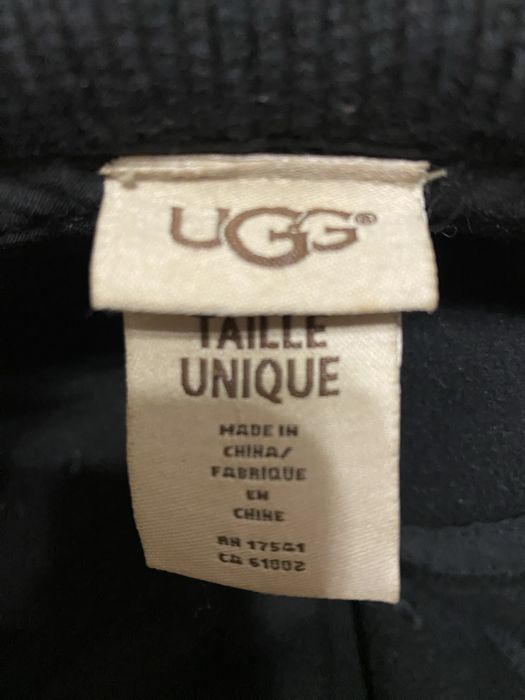 UGG®
TAILLE
UNIQUE
MADE IN
CHINA/
FABRIQUE
EN
CHINE
RN 17541
CA 61002